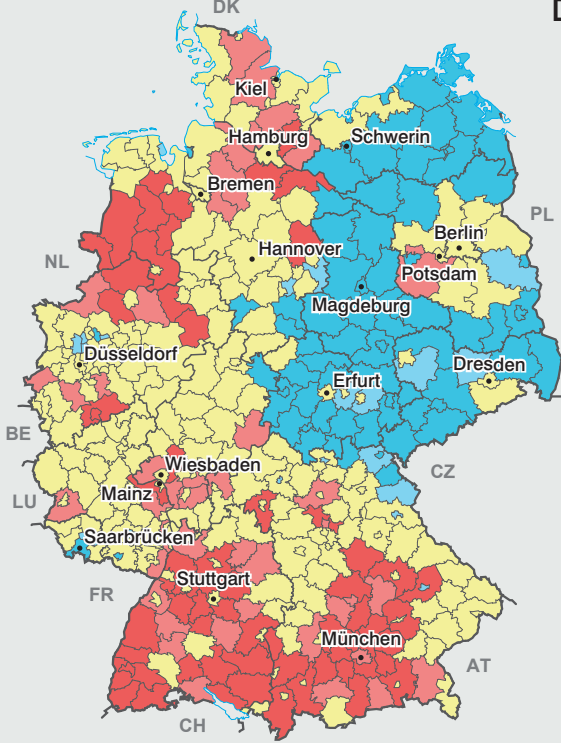 DK
D
Kiel
Hamburg
Schwerin
Bremen
Berlin
PL
Hannover
NL
Potsdam
Magdeburg
Düsseldorf
Dresden
Erfurt
BE
Wiesbaden
CZ
Mainz
LU
Saarbrücken
Stuttgart
FR
München
AT
CH